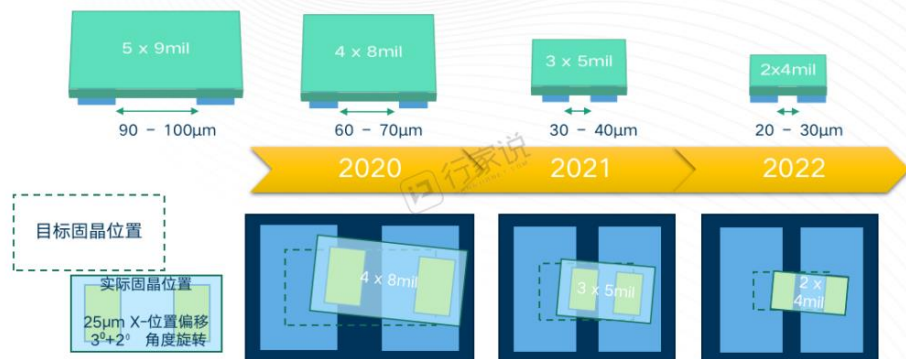 5 x 9mil
4 x 8mil
3 x 5mil
2x4mil
90 - 100μm
60 - 70μm
30 - 40μm
20 - 30μm
2020
2021
2022
行家说
目标固晶位置
实际固晶位置
25μm X-位置偏移
3⁰+2⁰ 角度旋转
4 x 8mil
3 x 5mil
2 x
4mil